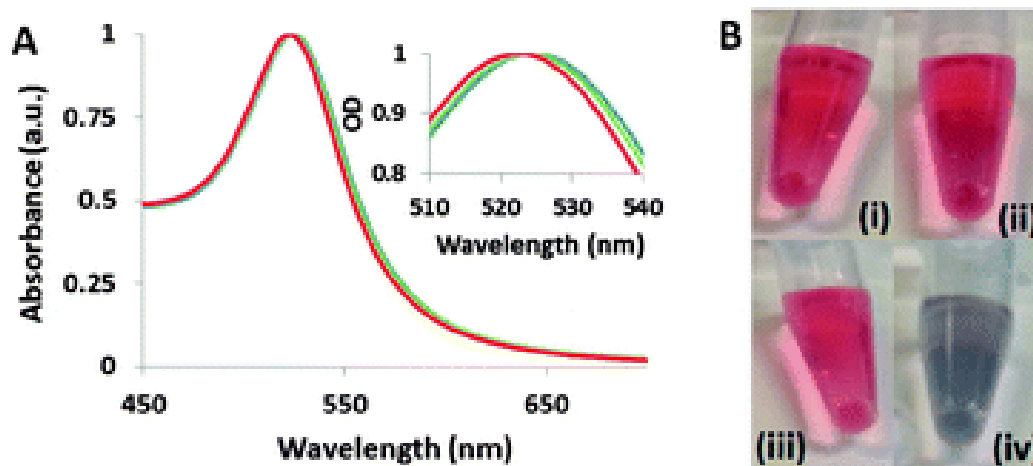 A
Absorbance (a.u.)
1
0.75
0.5
0.25
0
450
550
650
Wavelength (nm)
OD
1
0.9
0.8
510
520
530
540
Wavelength (nm)
B
(i)
(ii)
(iii)
(iv)